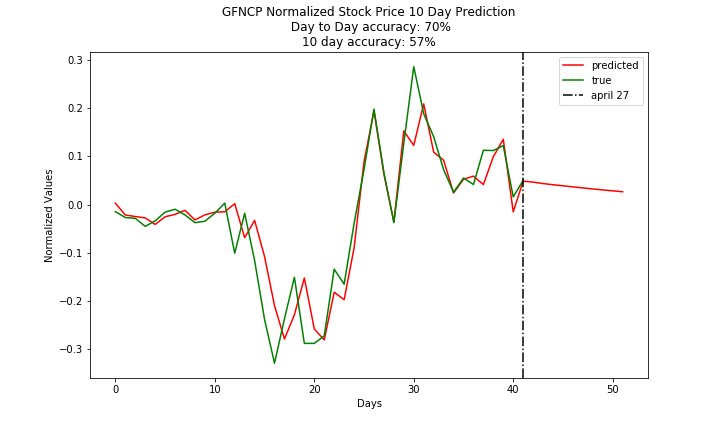 GFNCP Normalized Stock Price 10 Day Prediction
Day to Day accuracy: 70%
10 day accuracy: 57%
predicted
true
april 27
Normalized Values
0.3
0.2
0.1
0.0
−0.1
−0.2
−0.3
0 10 20 30 40 50
Days